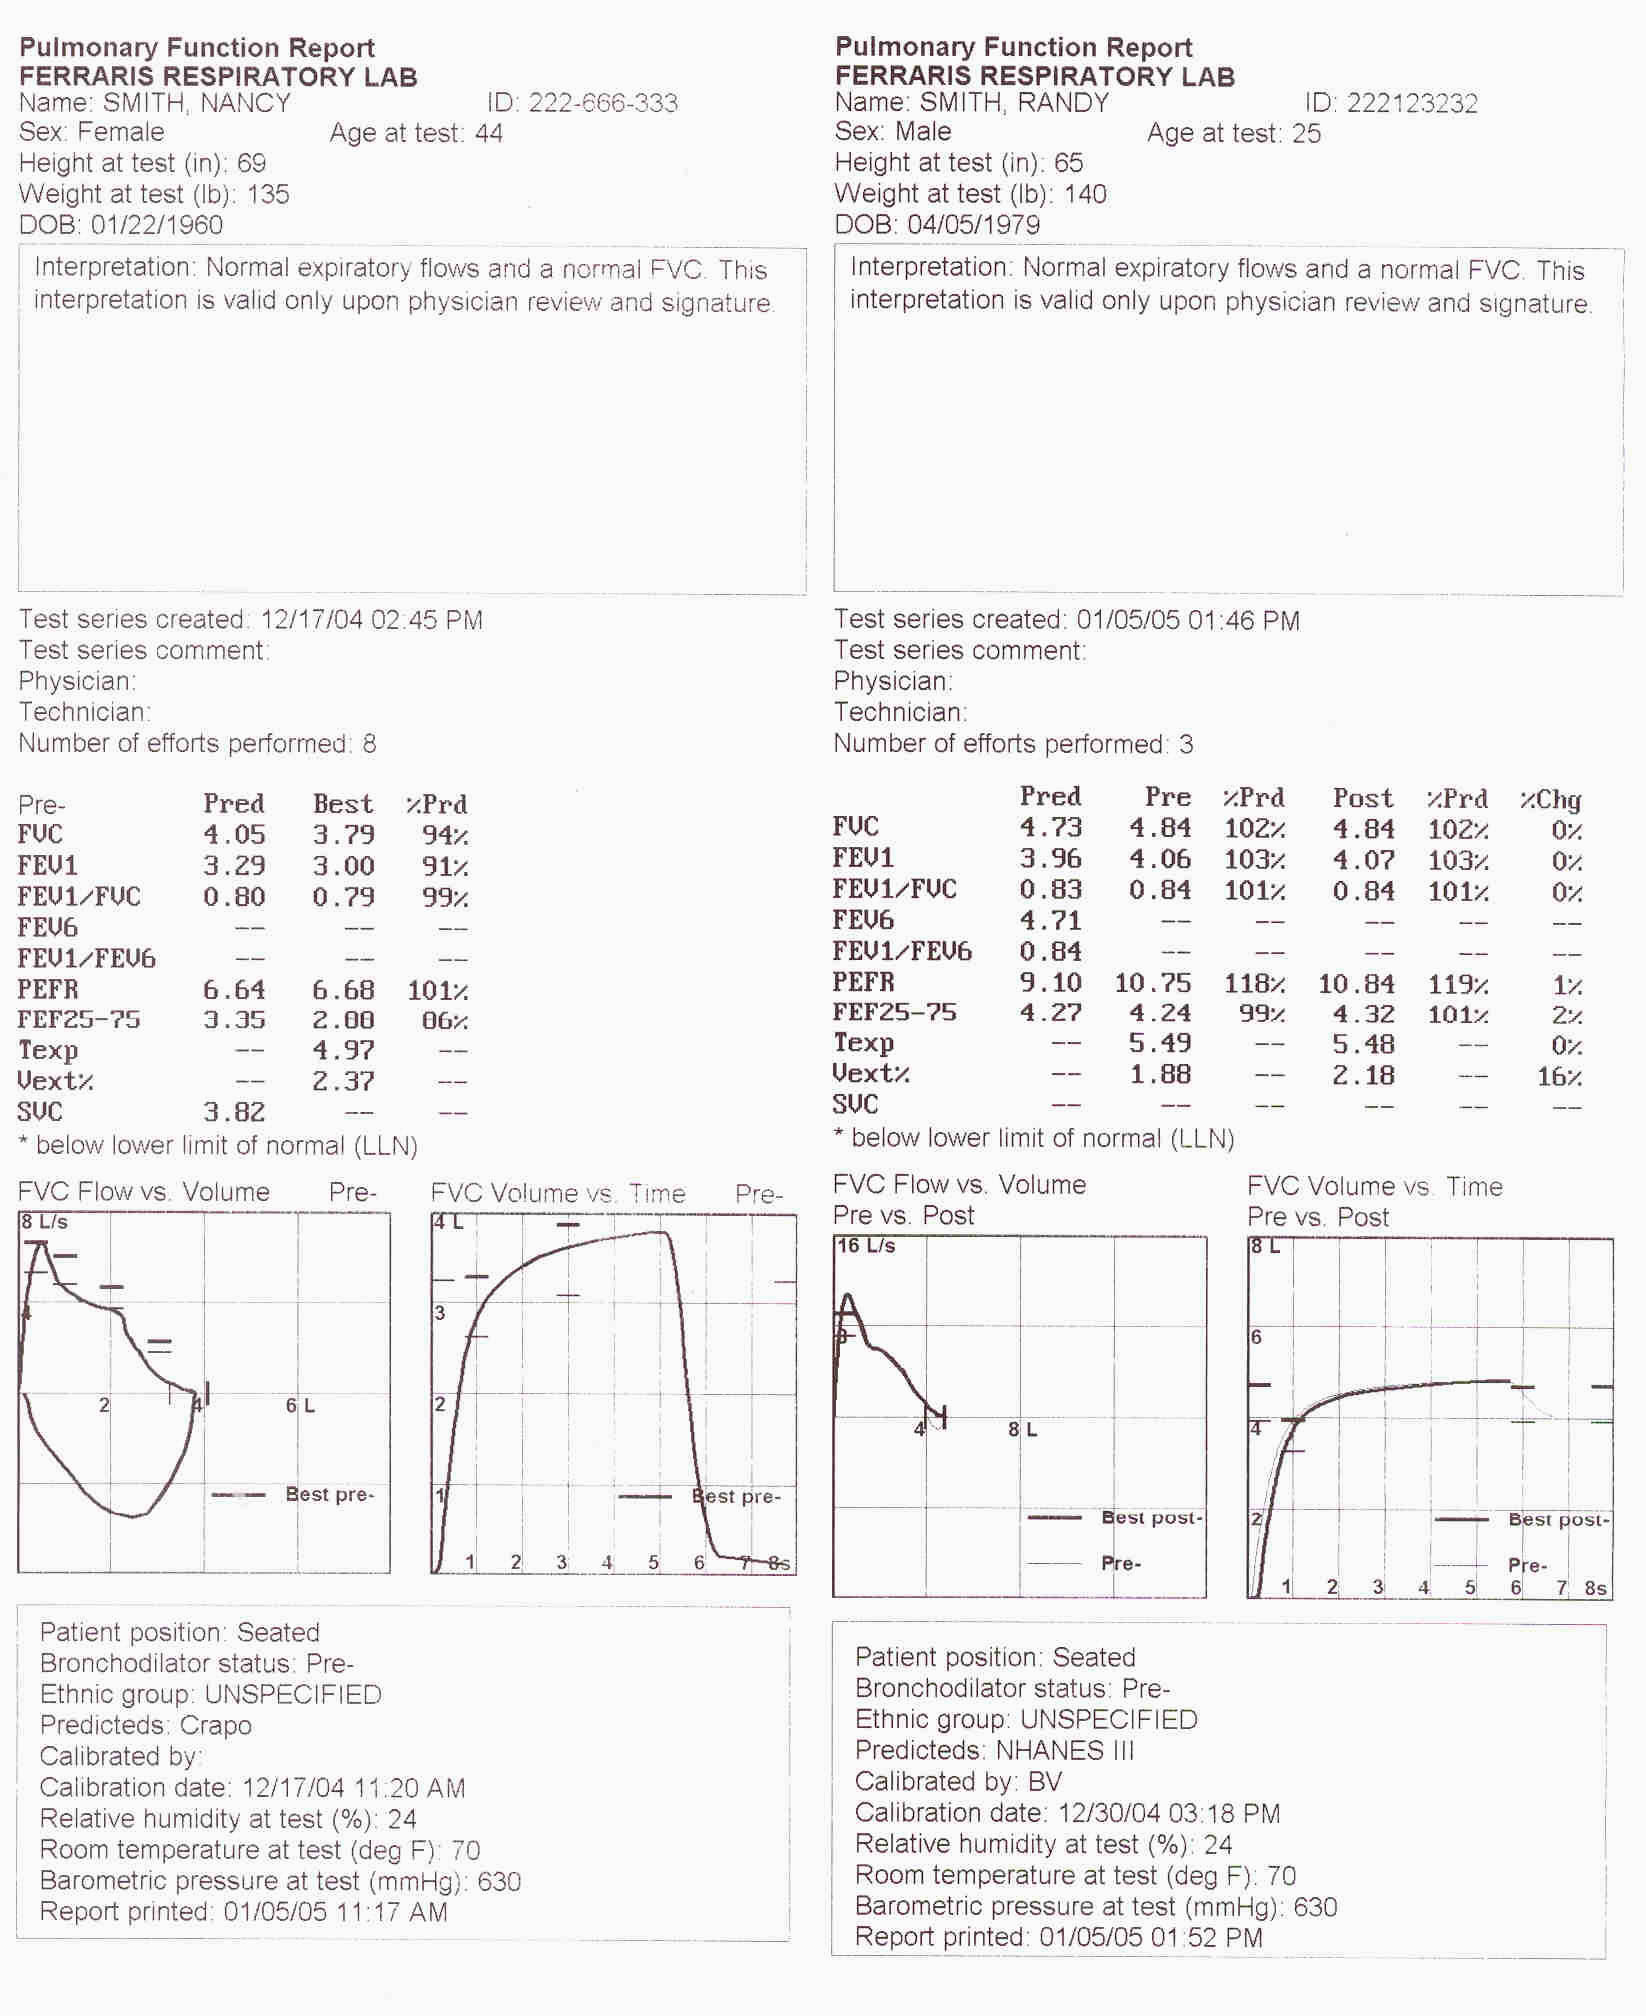 Pulmonary Function Report
FERRARIS RESPIRATORY LAB
Name: SMITH, NANCY ID: 222-666-333
Sex: Female Age at test: 44
Height at test (in): 69
Weight at test (lb): 135
DOB: 01/22/1960
Interpretation: Normal expiratory flows and a normal FVC. This
interpretation is valid only upon physician review and signature.
Test series created: 12/17/04 02:45 PM
Test series comment:
Physician:
Technician:
Number of efforts performed: 8
Pre- Pred Best %Prd
FVC 4.05 3.79 94%
FEV1 3.29 3.00 91%
FEV1/FVC 0.80 0.79 99%
FEV6 -- -- --
FEV1/FEV6 -- -- --
PEFR 6.64 6.68 101%
FEF25-75 3.35 2.88 86%
Texp -- 4.97 --
Vext% -- 2.37 --
SVC 3.82 -- --
* below lower limit of normal (LLN)
FVC Flow vs. Volume Pre-
8 L/s
4
2 4 6 L
Best pre-
FVC Volume vs. Time Pre-
4 L
3
2
1
Best pre-
1 2 3 4 5 6 7 8s
Patient position: Seated
Bronchodilator status: Pre-
Ethnic group: UNSPECIFIED
Predicteds: Crapo
Calibrated by:
Calibration date: 12/17/04 11:20 AM
Relative humidity at test (%): 24
Room temperature at test (deg F): 70
Barometric pressure at test (mmHg): 630
Report printed: 01/05/05 11:17 AM
Pulmonary Function Report
FERRARIS RESPIRATORY LAB
Name: SMITH, RANDY ID: 222123232
Sex: Male Age at test: 25
Height at test (in): 65
Weight at test (lb): 140
DOB: 04/05/1979
Interpretation: Normal expiratory flows and a normal FVC. This
interpretation is valid only upon physician review and signature.
Test series created: 01/05/05 01:46 PM
Test series comment:
Physician:
Technician:
Number of efforts performed: 3
Pred Pre %Prd Post %Prd %Chg
FVC 4.73 4.84 102% 4.84 102% 0%
FEV1 3.96 4.06 103% 4.07 103% 0%
FEV1/FVC 0.83 0.84 101% 0.84 101% 0%
FEV6 4.71 -- -- -- -- --
FEV1/FEV6 0.84 -- -- -- -- --
PEFR 9.10 10.75 118% 10.84 119% 1%
FEF25-75 4.27 4.24 99% 4.32 101% 2%
Texp -- 5.49 -- 5.48 -- 0%
Vext% -- 1.88 -- 2.18 -- 16%
SVC -- -- -- -- -- --
* below lower limit of normal (LLN)
FVC Flow vs. Volume
Pre vs. Post
16 L/s
8
4 8 L
Best post-
Pre-
FVC Volume vs. Time
Pre vs. Post
8 L
6
4
2
Best post-
Pre-
1 2 3 4 5 6 7 8s
Patient position: Seated
Bronchodilator status: Pre-
Ethnic group: UNSPECIFIED
Predicteds: NHANES III
Calibrated by: BV
Calibration date: 12/30/04 03:18 PM
Relative humidity at test (%): 24
Room temperature at test (deg F): 70
Barometric pressure at test (mmHg): 630
Report printed: 01/05/05 01:52 PM